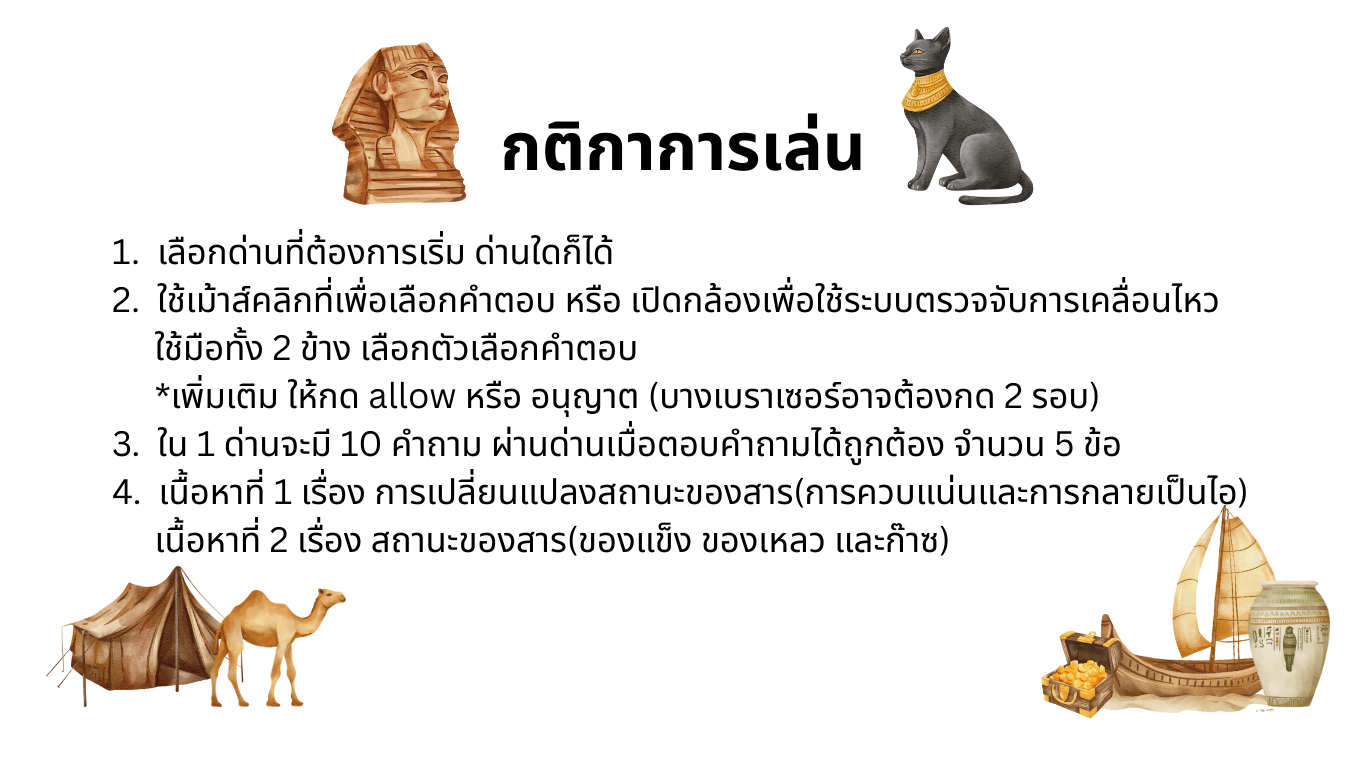 กติกาการเล่น
1. เลือกด่านที่ต้องการเริ่ม ด่านใดก็ได้
2. ใช้เม้าส์คลิกที่เพื่อเลือกคำตอบ หรือ เปิดกล้องเพื่อใช้ระบบตรวจจับการเคลื่อนไหว
ใช้มือทั้ง 2 ข้าง เลือกตัวเลือกคำตอบ
*เพิ่มเติม ให้กด allow หรือ อนุญาต (บางเบราเซอร์อาจต้องกด 2 รอบ)
3. ใน 1 ด่านจะมี 10 คำถาม ผ่านด่านเมื่อตอบคำถามได้ถูกต้อง จำนวน 5 ข้อ
4. เนื้อหาที่ 1 เรื่อง การเปลี่ยนแปลงสถานะของสาร(การควบแน่นและการกลายเป็นไอ)
เนื้อหาที่ 2 เรื่อง สถานะของสาร(ของแข็ง ของเหลว และก๊าซ)